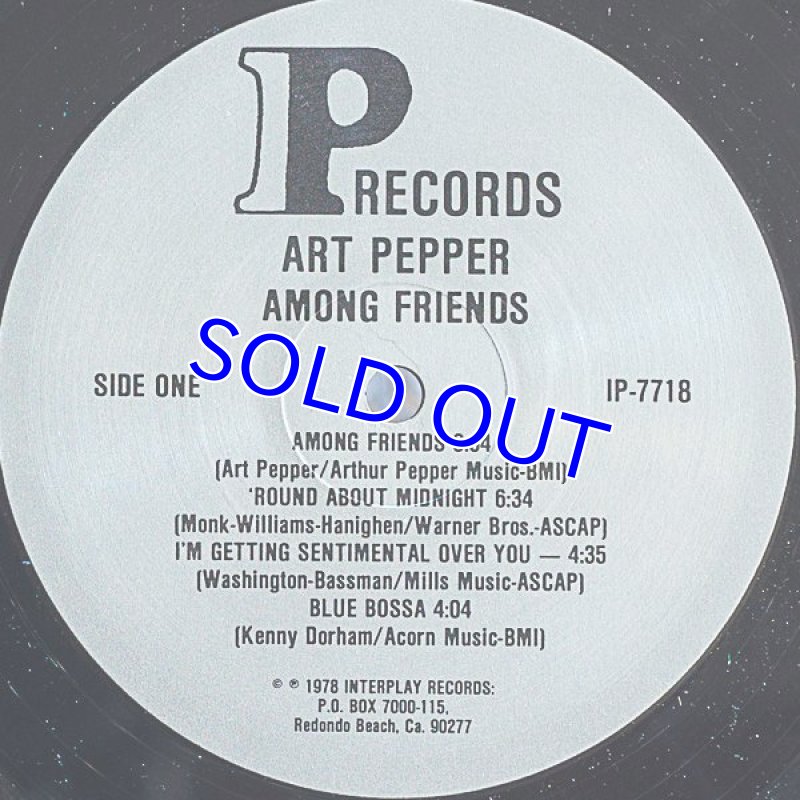 IP RECORDS
ART PEPPER
AMONG FRIENDS
SIDE ONE
IP-7718
SOLD OUT
AMONG FRIENDS
(Art Pepper/Arthur Pepper Music-BMI)
'ROUND ABOUT MIDNIGHT 6:34
(Monk-Williams-Hanighen/Warner Bros.-ASCAP)
I'M GETTING SENTIMENTAL OVER YOU — 4:35
(Washington-Bassman/Mills Music-ASCAP)
BLUE BOSSA 4:04
(Kenny Dorham/Acorn Music-BMI)
© ℗ 1978 INTERPLAY RECORDS:
P.O. BOX 7000-115,
Redondo Beach, Ca. 90277